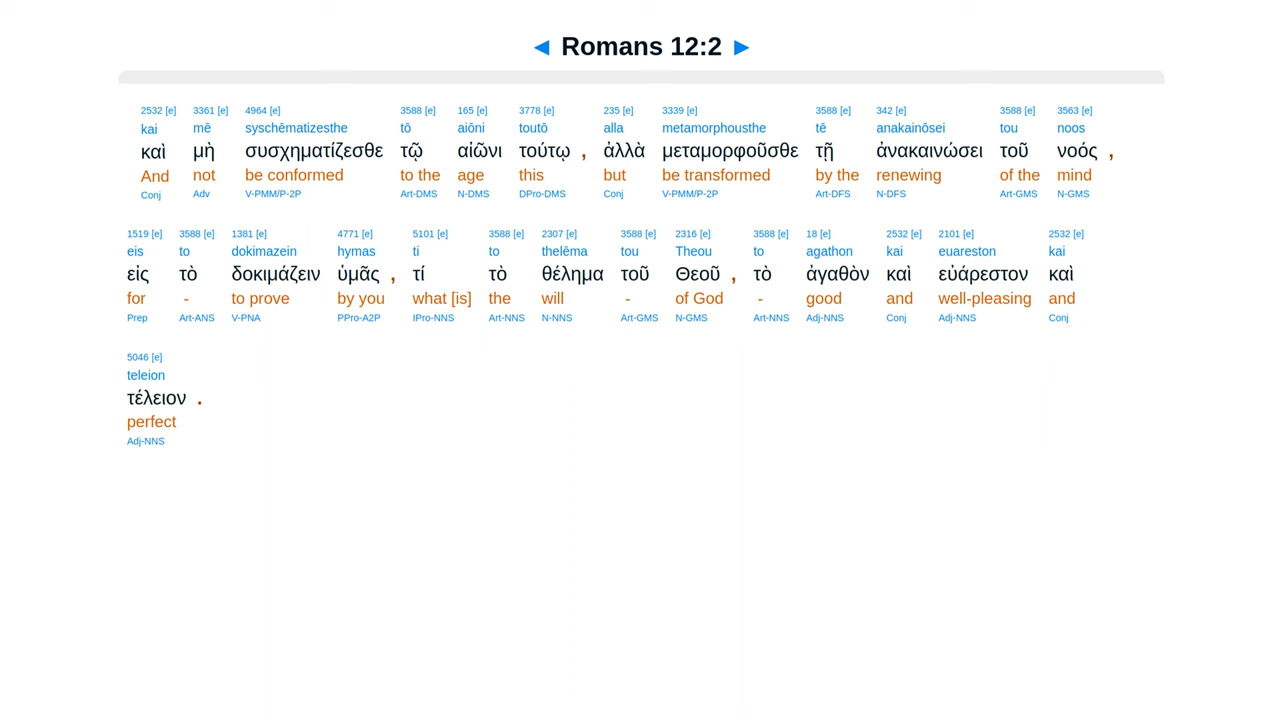 ◄ Romans 12:2 ►
2532 [e] 3361 [e] 4964 [e] 3588 [e] 165 [e] 3778 [e] 235 [e] 3339 [e] 3588 [e] 342 [e] 3588 [e] 3563 [e]
kai mē syschēmatizesthe tō aiōni toutō alla metamorphousthe tē anakainōsei tou noos
καὶ μὴ συσχηματίζεσθε τῷ αἰῶνι τούτῳ , ἀλλὰ μεταμορφοῦσθε τῇ ἀνακαινώσει τοῦ νοός ,
And not be conformed to the age this but be transformed by the renewing of the mind
Conj Adv V-PMM/P-2P Art-DMS N-DMS DPro-DMS Conj V-PMM/P-2P Art-DFS N-DFS Art-GMS N-GMS
1519 [e] 3588 [e] 1381 [e] 4771 [e] 5101 [e] 3588 [e] 2307 [e] 3588 [e] 2316 [e] 3588 [e] 18 [e] 2532 [e] 2101 [e] 2532 [e]
eis to dokimazein hymas ti to thelēma tou Theou to agathon kai euareston kai
εἰς τὸ δοκιμάζειν ὑμᾶς , τί τὸ θέλημα τοῦ Θεοῦ , τὸ ἀγαθὸν καὶ εὐάρεστον καὶ
for - to prove by you what [is] the will - of God - good and well-pleasing and
Prep Art-ANS V-PNA PPro-A2P IPro-NNS Art-NNS N-NNS Art-GMS N-GMS Art-NNS Adj-NNS Conj Adj-NNS Conj
5046 [e]
teleion
τέλειον .
perfect
Adj-NNS